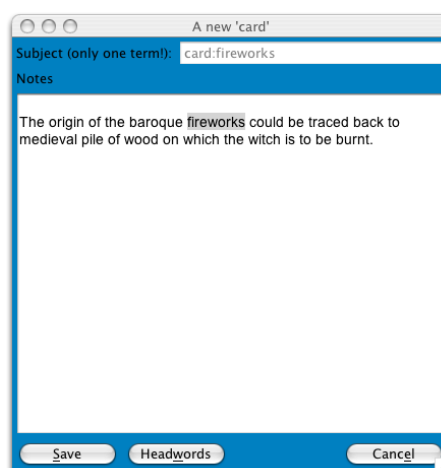 A new 'card'
Subject (only one term!): card:fireworks
Notes
The origin of the baroque fireworks could be traced back to
medieval pile of wood on which the witch is to be burnt.
Save Headwords Cancel